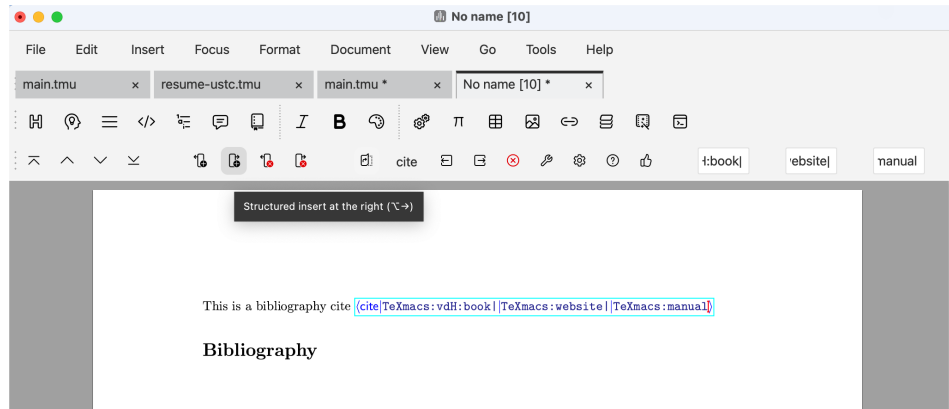 No name [10]
File Edit Insert Focus Format Document View Go Tools Help
main.tmu × resume-ustc.tmu × main.tmu * × No name [10] * ×
cite ł:book| ebsite| nanual
Structured insert at the right (⌥→)
This is a bibliography cite ⟨cite|TeXmacs:vdH:book||TeXmacs:website||TeXmacs:manual⟩
Bibliography